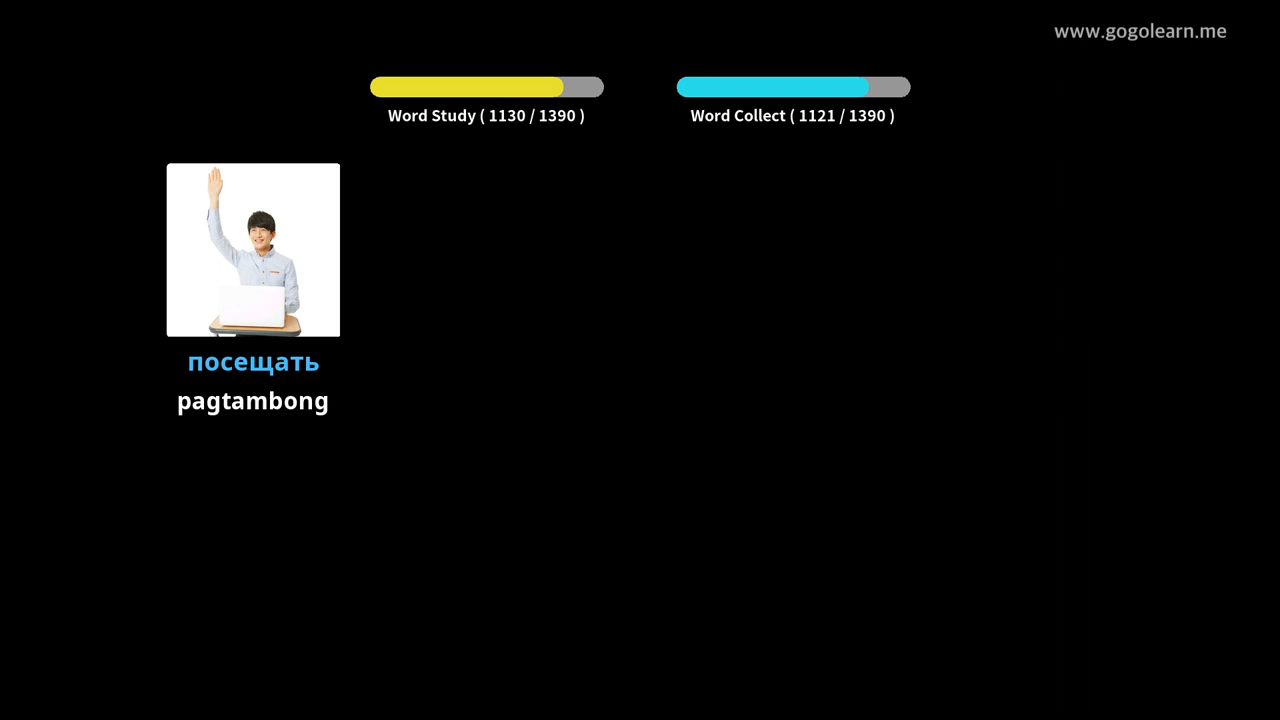 www.gogolearn.me
Word Study ( 1130 / 1390 )
Word Collect ( 1121 / 1390 )
посещать
pagtambong